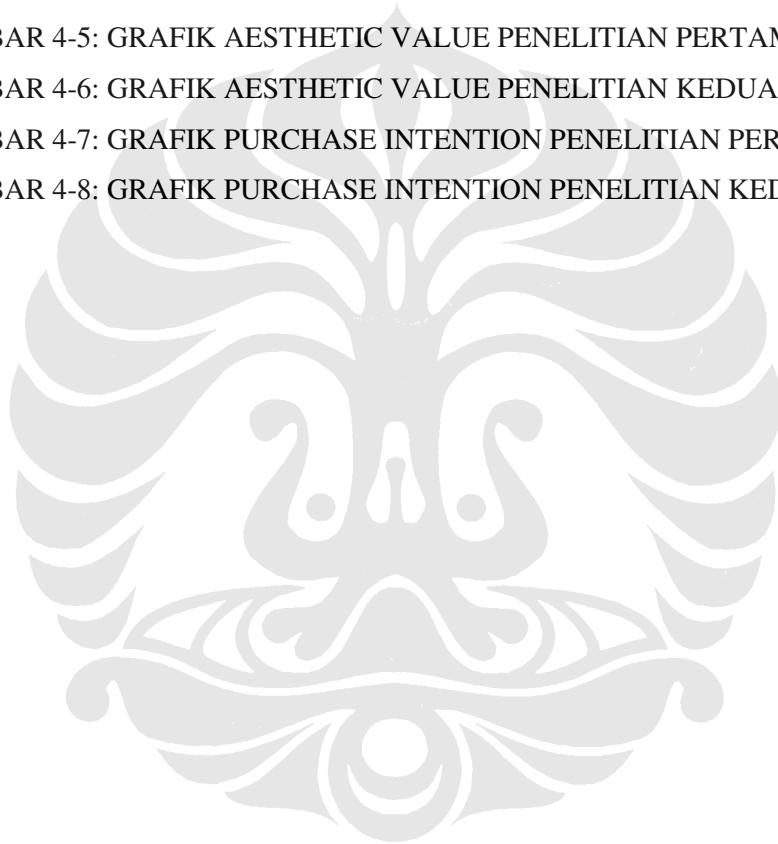 BAR 4-5: GRAFIK AESTHETIC VALUE PENELITIAN PERTAM
BAR 4-6: GRAFIK AESTHETIC VALUE PENELITIAN KEDUA
BAR 4-7: GRAFIK PURCHASE INTENTION PENELITIAN PER
BAR 4-8: GRAFIK PURCHASE INTENTION PENELITIAN KED